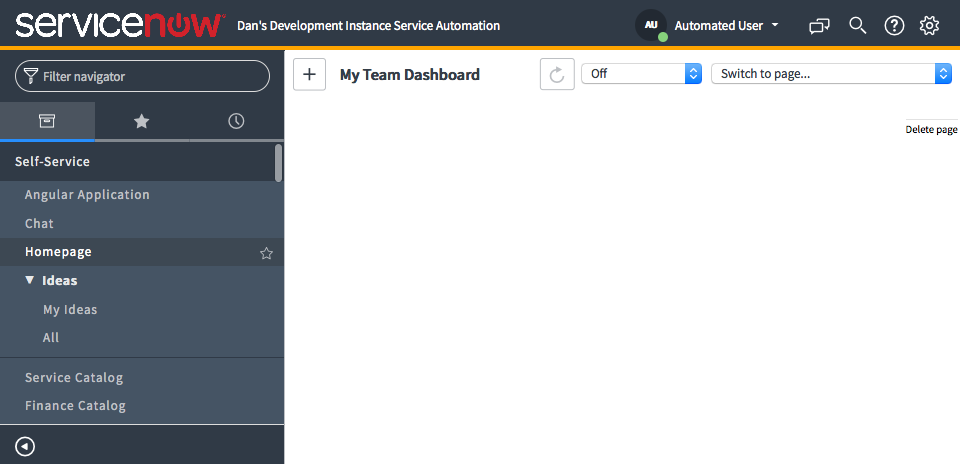 servicenow Dan's Development Instance Service Automation AU Automated User
Filter navigator
My Team Dashboard Off Switch to page...
Delete page
Self-Service
Angular Application
Chat
Homepage
Ideas
My Ideas
All
Service Catalog
Finance Catalog